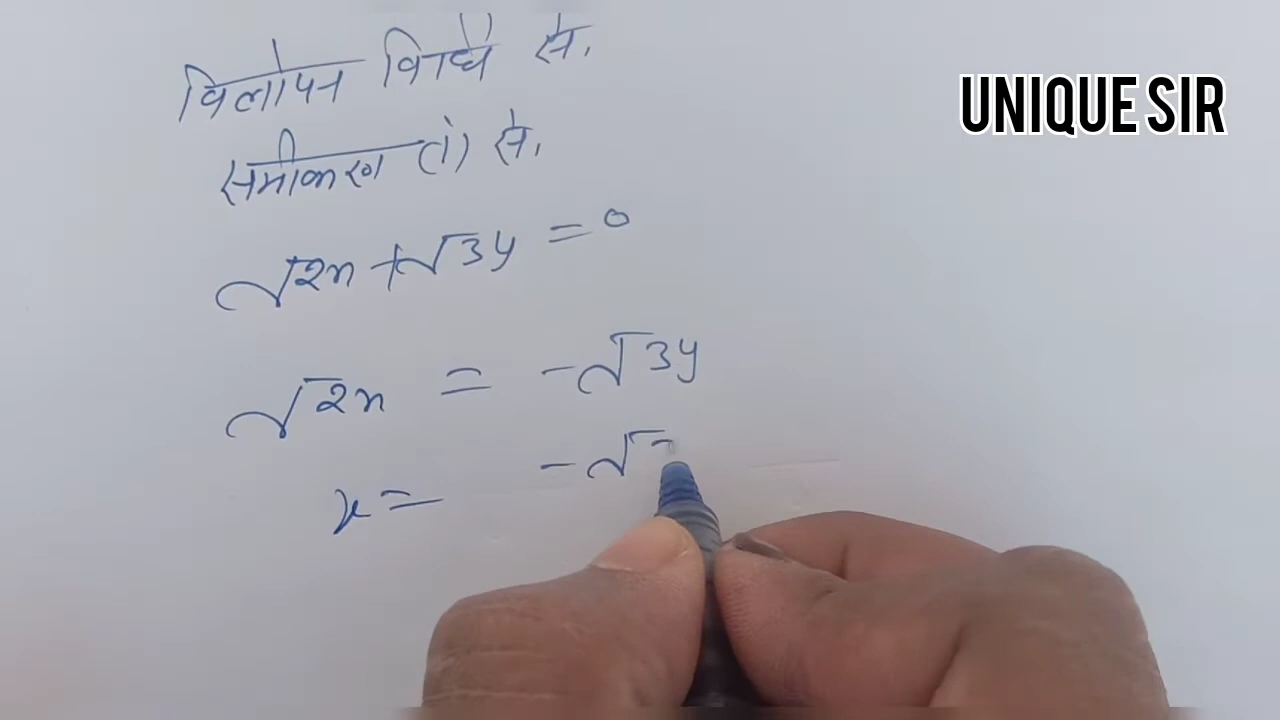 विलोपन विधि से,
UNIQUE SIR
समीकरण (i) से,
√2x + √3y = 0
√2x = -√3y
x = -√